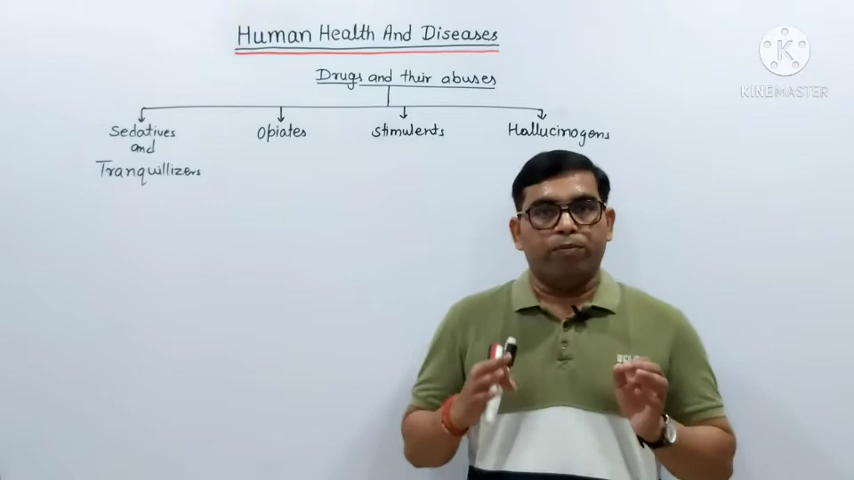 Human Health And Diseases
Drugs and their abuses
Sedatives
and
Tranquillizers
Opiates
stimulents
Hallucinogens
KINEMASTER